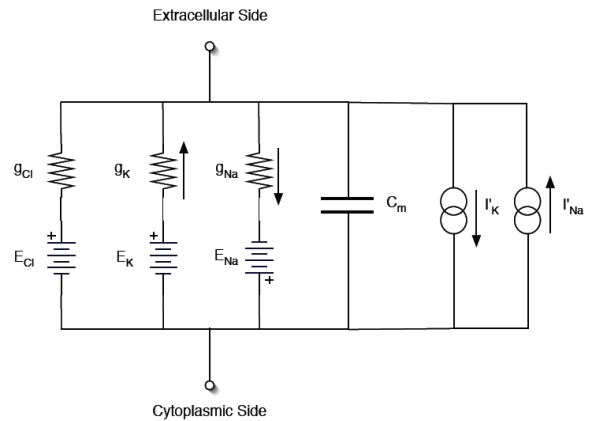 Extracellular Side
gCl
gK
gNa
Cm
I'K
I'Na
+
+
ECl
EK
ENa
+
Cytoplasmic Side